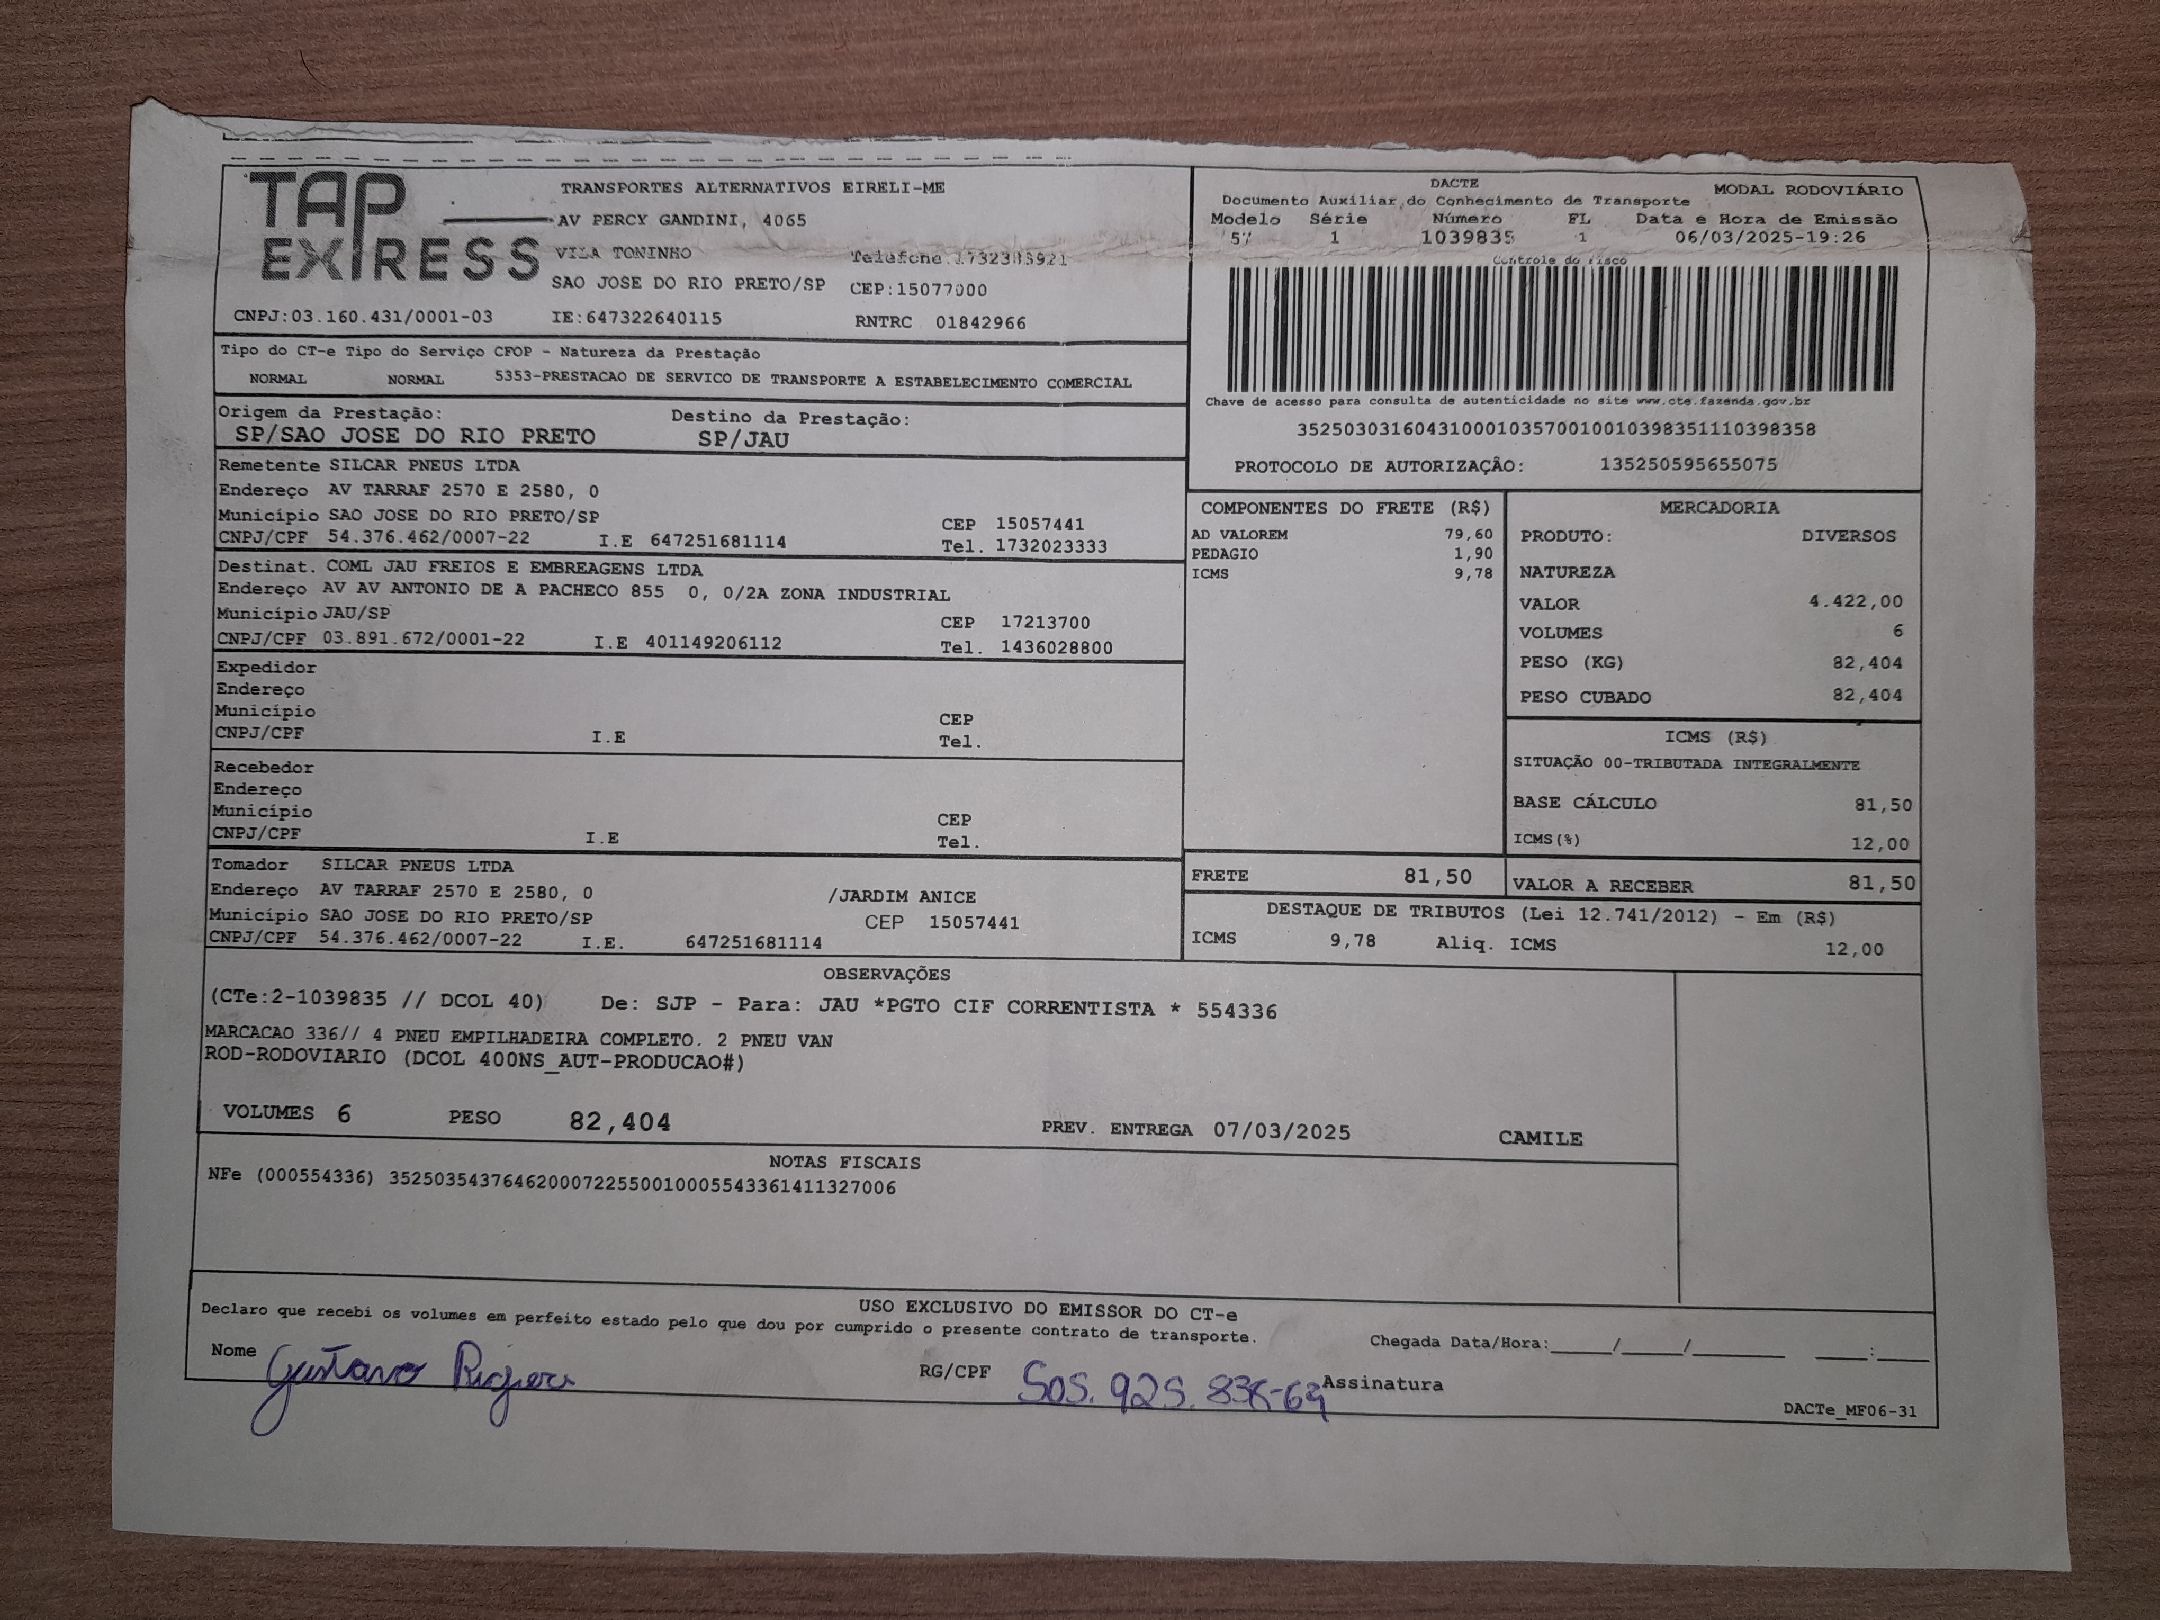 TAP EXPRESS
TRANSPORTES ALTERNATIVOS EIRELI-ME
AV PERCY GANDINI, 4065
VILA TONINHO
SAO JOSE DO RIO PRETO/SP CEP:15077000
CNPJ:03.160.431/0001-03 IE:647322640115 RNTRC 01842966
DACTE MODAL RODOVIÁRIO
Documento Auxiliar do Conhecimento de Transporte
Modelo Série Número FL Data e Hora de Emissão
57 1 1039835 1 06/03/2025-19:26
Controle do Fisco
Chave de acesso para consulta de autenticidade no site www.cte.fazenda.gov.br
35250303160431000103570010010398351110398358
PROTOCOLO DE AUTORIZAÇÃO: 135250595655075
Tipo do CT-e Tipo do Serviço CFOP - Natureza da Prestação
NORMAL NORMAL 5353-PRESTACAO DE SERVICO DE TRANSPORTE A ESTABELECIMENTO COMERCIAL
Origem da Prestação: Destino da Prestação:
SP/SAO JOSE DO RIO PRETO SP/JAU
Remetente SILCAR PNEUS LTDA
Endereço AV TARRAF 2570 E 2580, 0
Município SAO JOSE DO RIO PRETO/SP CEP 15057441
CNPJ/CPF 54.376.462/0007-22 I.E 647251681114 Tel. 1732023333
Destinat. COML JAU FREIOS E EMBREAGENS LTDA
Endereço AV AV ANTONIO DE A PACHECO 855 0, 0/2A ZONA INDUSTRIAL
Município JAU/SP CEP 17213700
CNPJ/CPF 03.891.672/0001-22 I.E 401149206112 Tel. 1436028800
Expedidor
Endereço
Município CEP
CNPJ/CPF I.E Tel.
Recebedor
Endereço
Município CEP
CNPJ/CPF I.E Tel.
Tomador SILCAR PNEUS LTDA
Endereço AV TARRAF 2570 E 2580, 0 /JARDIM ANICE
Município SAO JOSE DO RIO PRETO/SP CEP 15057441
CNPJ/CPF 54.376.462/0007-22 I.E. 647251681114
COMPONENTES DO FRETE (R$)
AD VALOREM 79,60
PEDAGIO 1,90
ICMS 9,78
MERCADORIA
PRODUTO: DIVERSOS
NATUREZA
VALOR 4.422,00
VOLUMES 6
PESO (KG) 82,404
PESO CUBADO 82,404
ICMS (R$)
SITUAÇÃO 00-TRIBUTADA INTEGRALMENTE
BASE CÁLCULO 81,50
ICMS(%) 12,00
FRETE 81,50 VALOR A RECEBER 81,50
DESTAQUE DE TRIBUTOS (Lei 12.741/2012) - Em (R$)
ICMS 9,78 Aliq. ICMS 12,00
OBSERVAÇÕES
(CTe:2-1039835 // DCOL 40) De: SJP - Para: JAU *PGTO CIF CORRENTISTA * 554336
MARCACAO 336// 4 PNEU EMPILHADEIRA COMPLETO. 2 PNEU VAN
ROD-RODOVIARIO (DCOL 400NS_AUT-PRODUCAO#)
VOLUMES 6 PESO 82,404 PREV. ENTREGA 07/03/2025 CAMILE
NOTAS FISCAIS
NFe (000554336) 35250354376462000722550010005543361411327006
USO EXCLUSIVO DO EMISSOR DO CT-e
Declaro que recebi os volumes em perfeito estado pelo que dou por cumprido o presente contrato de transporte.
Chegada Data/Hora:_____/_____/_______ ____:____
Nome Gustavo RG/CPF Assinatura
DACTe_MF06-31